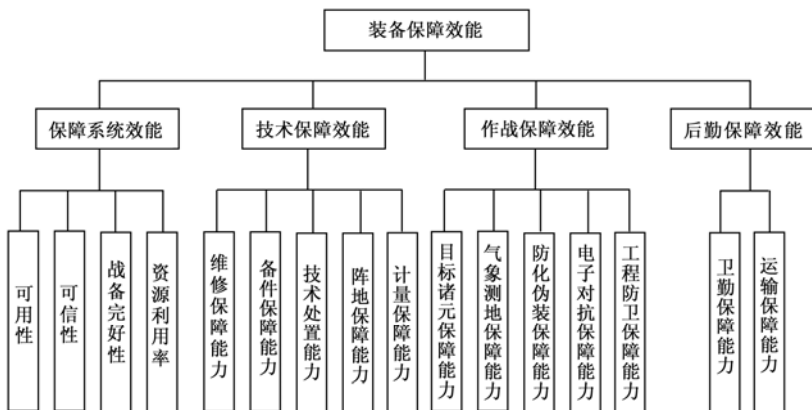 装备保障效能
保障系统效能
技术保障效能
作战保障效能
后勤保障效能
可用性
可信性
战备完好性
资源利用率
维修保障能力
备件保障能力
技术处置能力
阵地保障能力
计量保障能力
目标诸元保障能力
气象测地保障能力
防化伪装保障能力
电子对抗保障能力
工程防卫保障能力
卫勤保障能力
运输保障能力